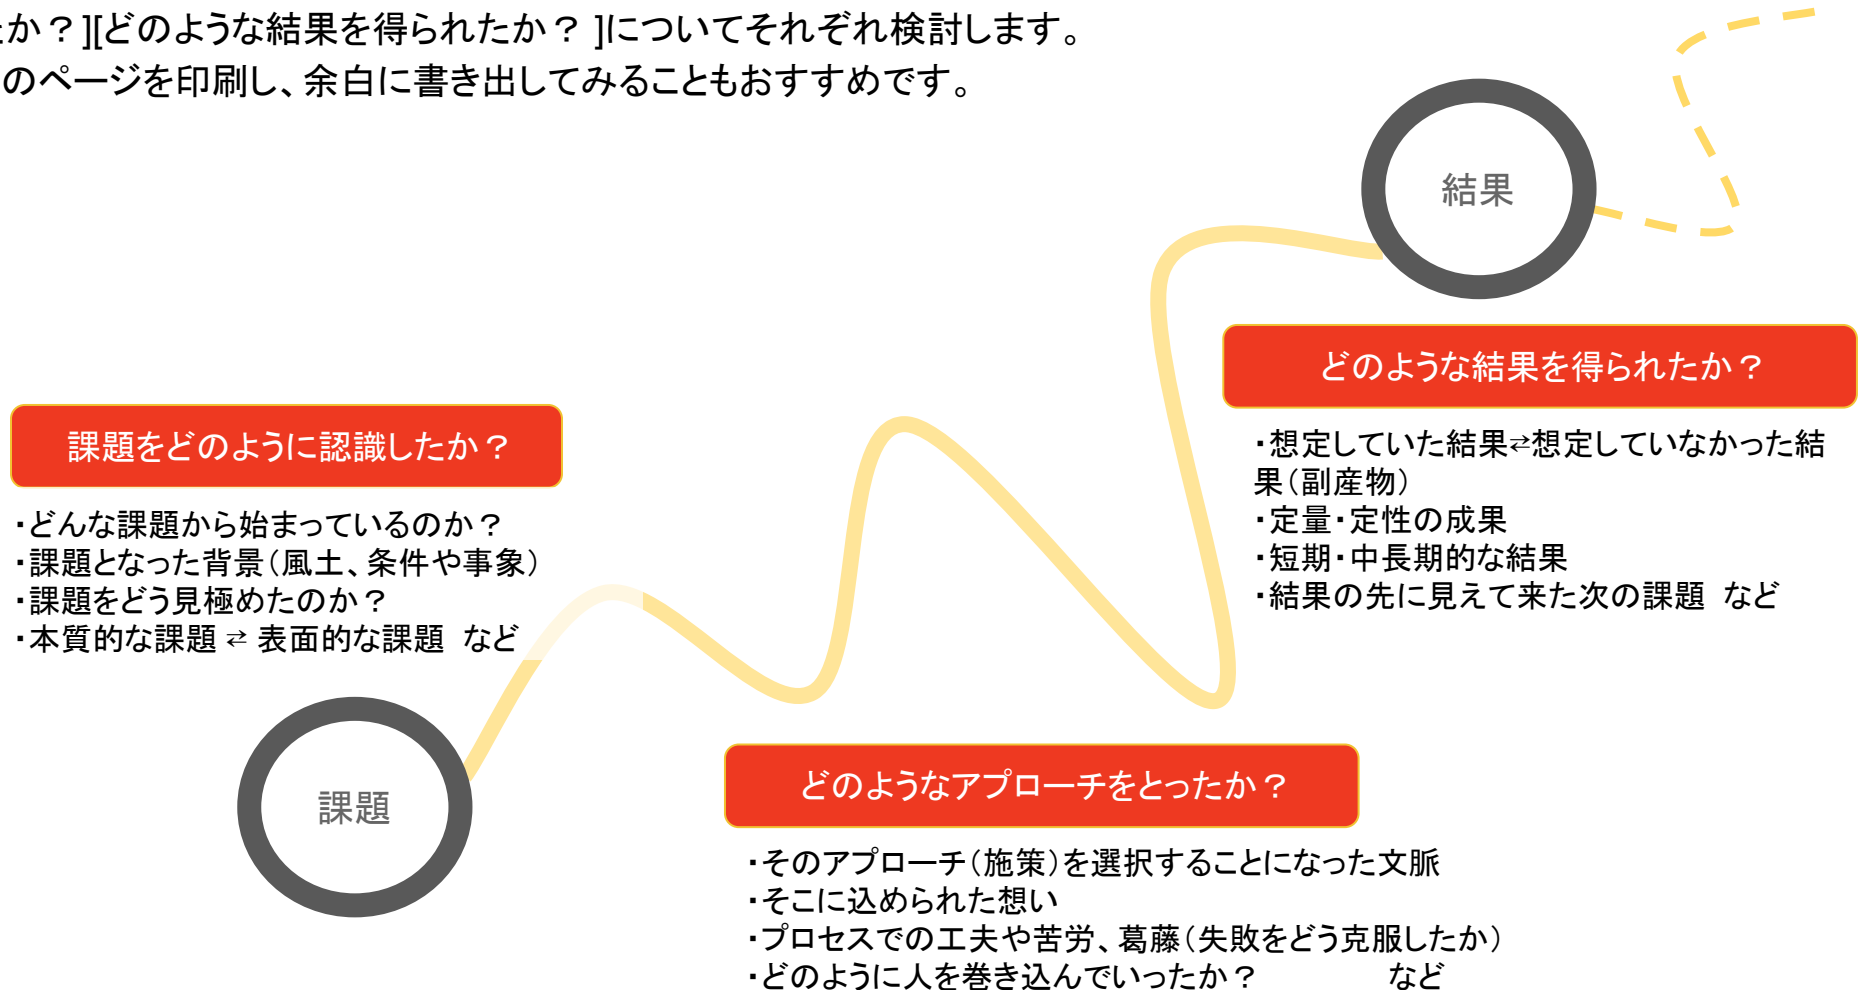 たか？][どのような結果を得られたか？ ]についてそれぞれ検討します。
のページを印刷し、余白に書き出してみることもおすすめです。
結果
どのような結果を得られたか？
・想定していた結果⇄想定していなかった結
果（副産物）
・定量・定性の成果
・短期・中長期的な結果
・結果の先に見えて来た次の課題 など
課題をどのように認識したか？
・どんな課題から始まっているのか？
・課題となった背景（風土、条件や事象）
・課題をどう見極めたのか？
・本質的な課題 ⇄ 表面的な課題 など
課題
どのようなアプローチをとったか？
・そのアプローチ（施策）を選択することになった文脈
・そこに込められた想い
・プロセスでの工夫や苦労、葛藤（失敗をどう克服したか）
・どのように人を巻き込んでいったか？ など